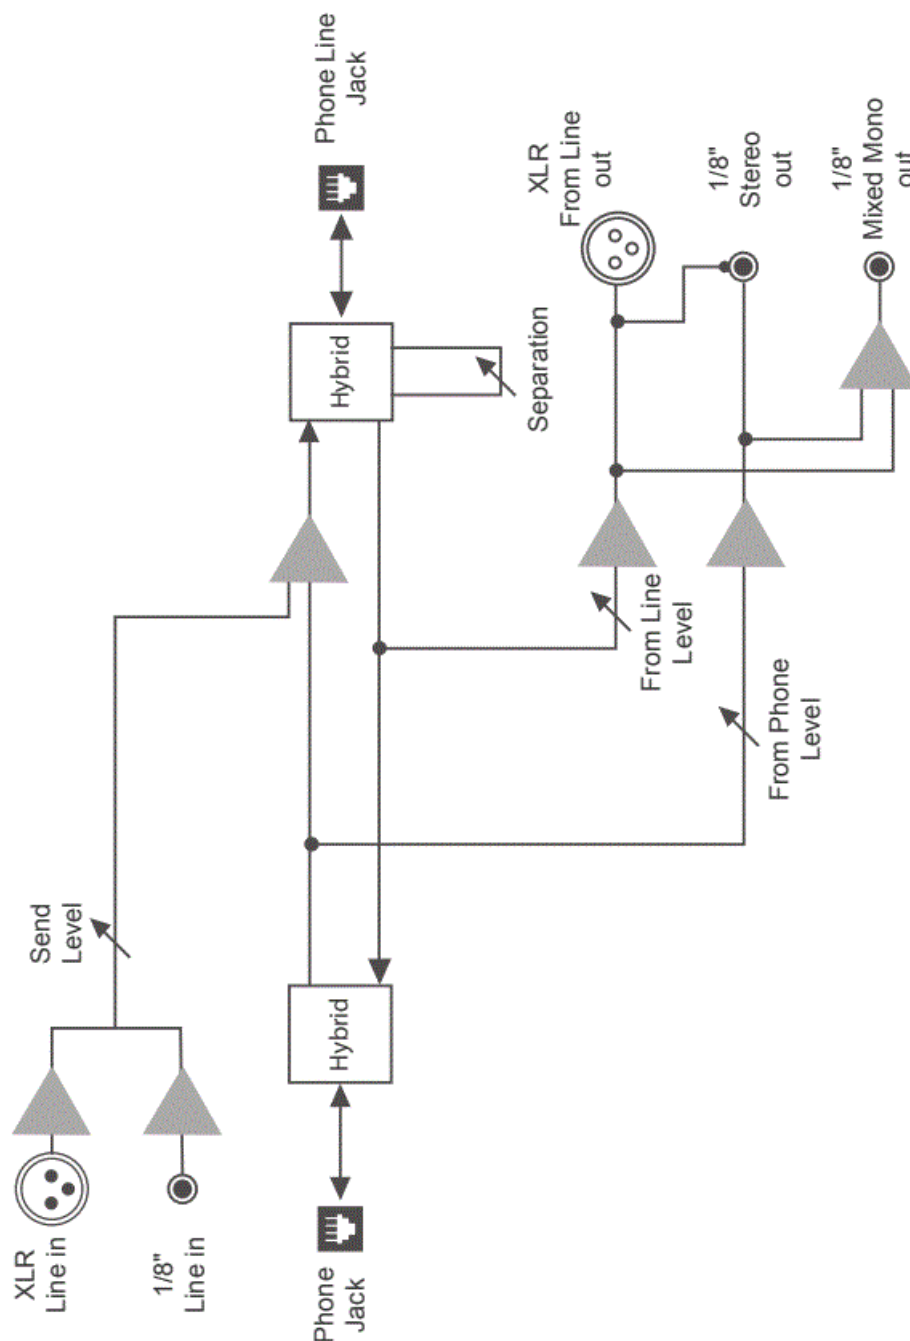 XLR
Line in
1/8"
Line in
Phone
Jack
Send
Level
Hybrid
Hybrid
Phone Line
Jack
Separation
From Line
Level
From Phone
Level
XLR
From Line
out
1/8"
Stereo
out
1/8"
Mixed Mono
out